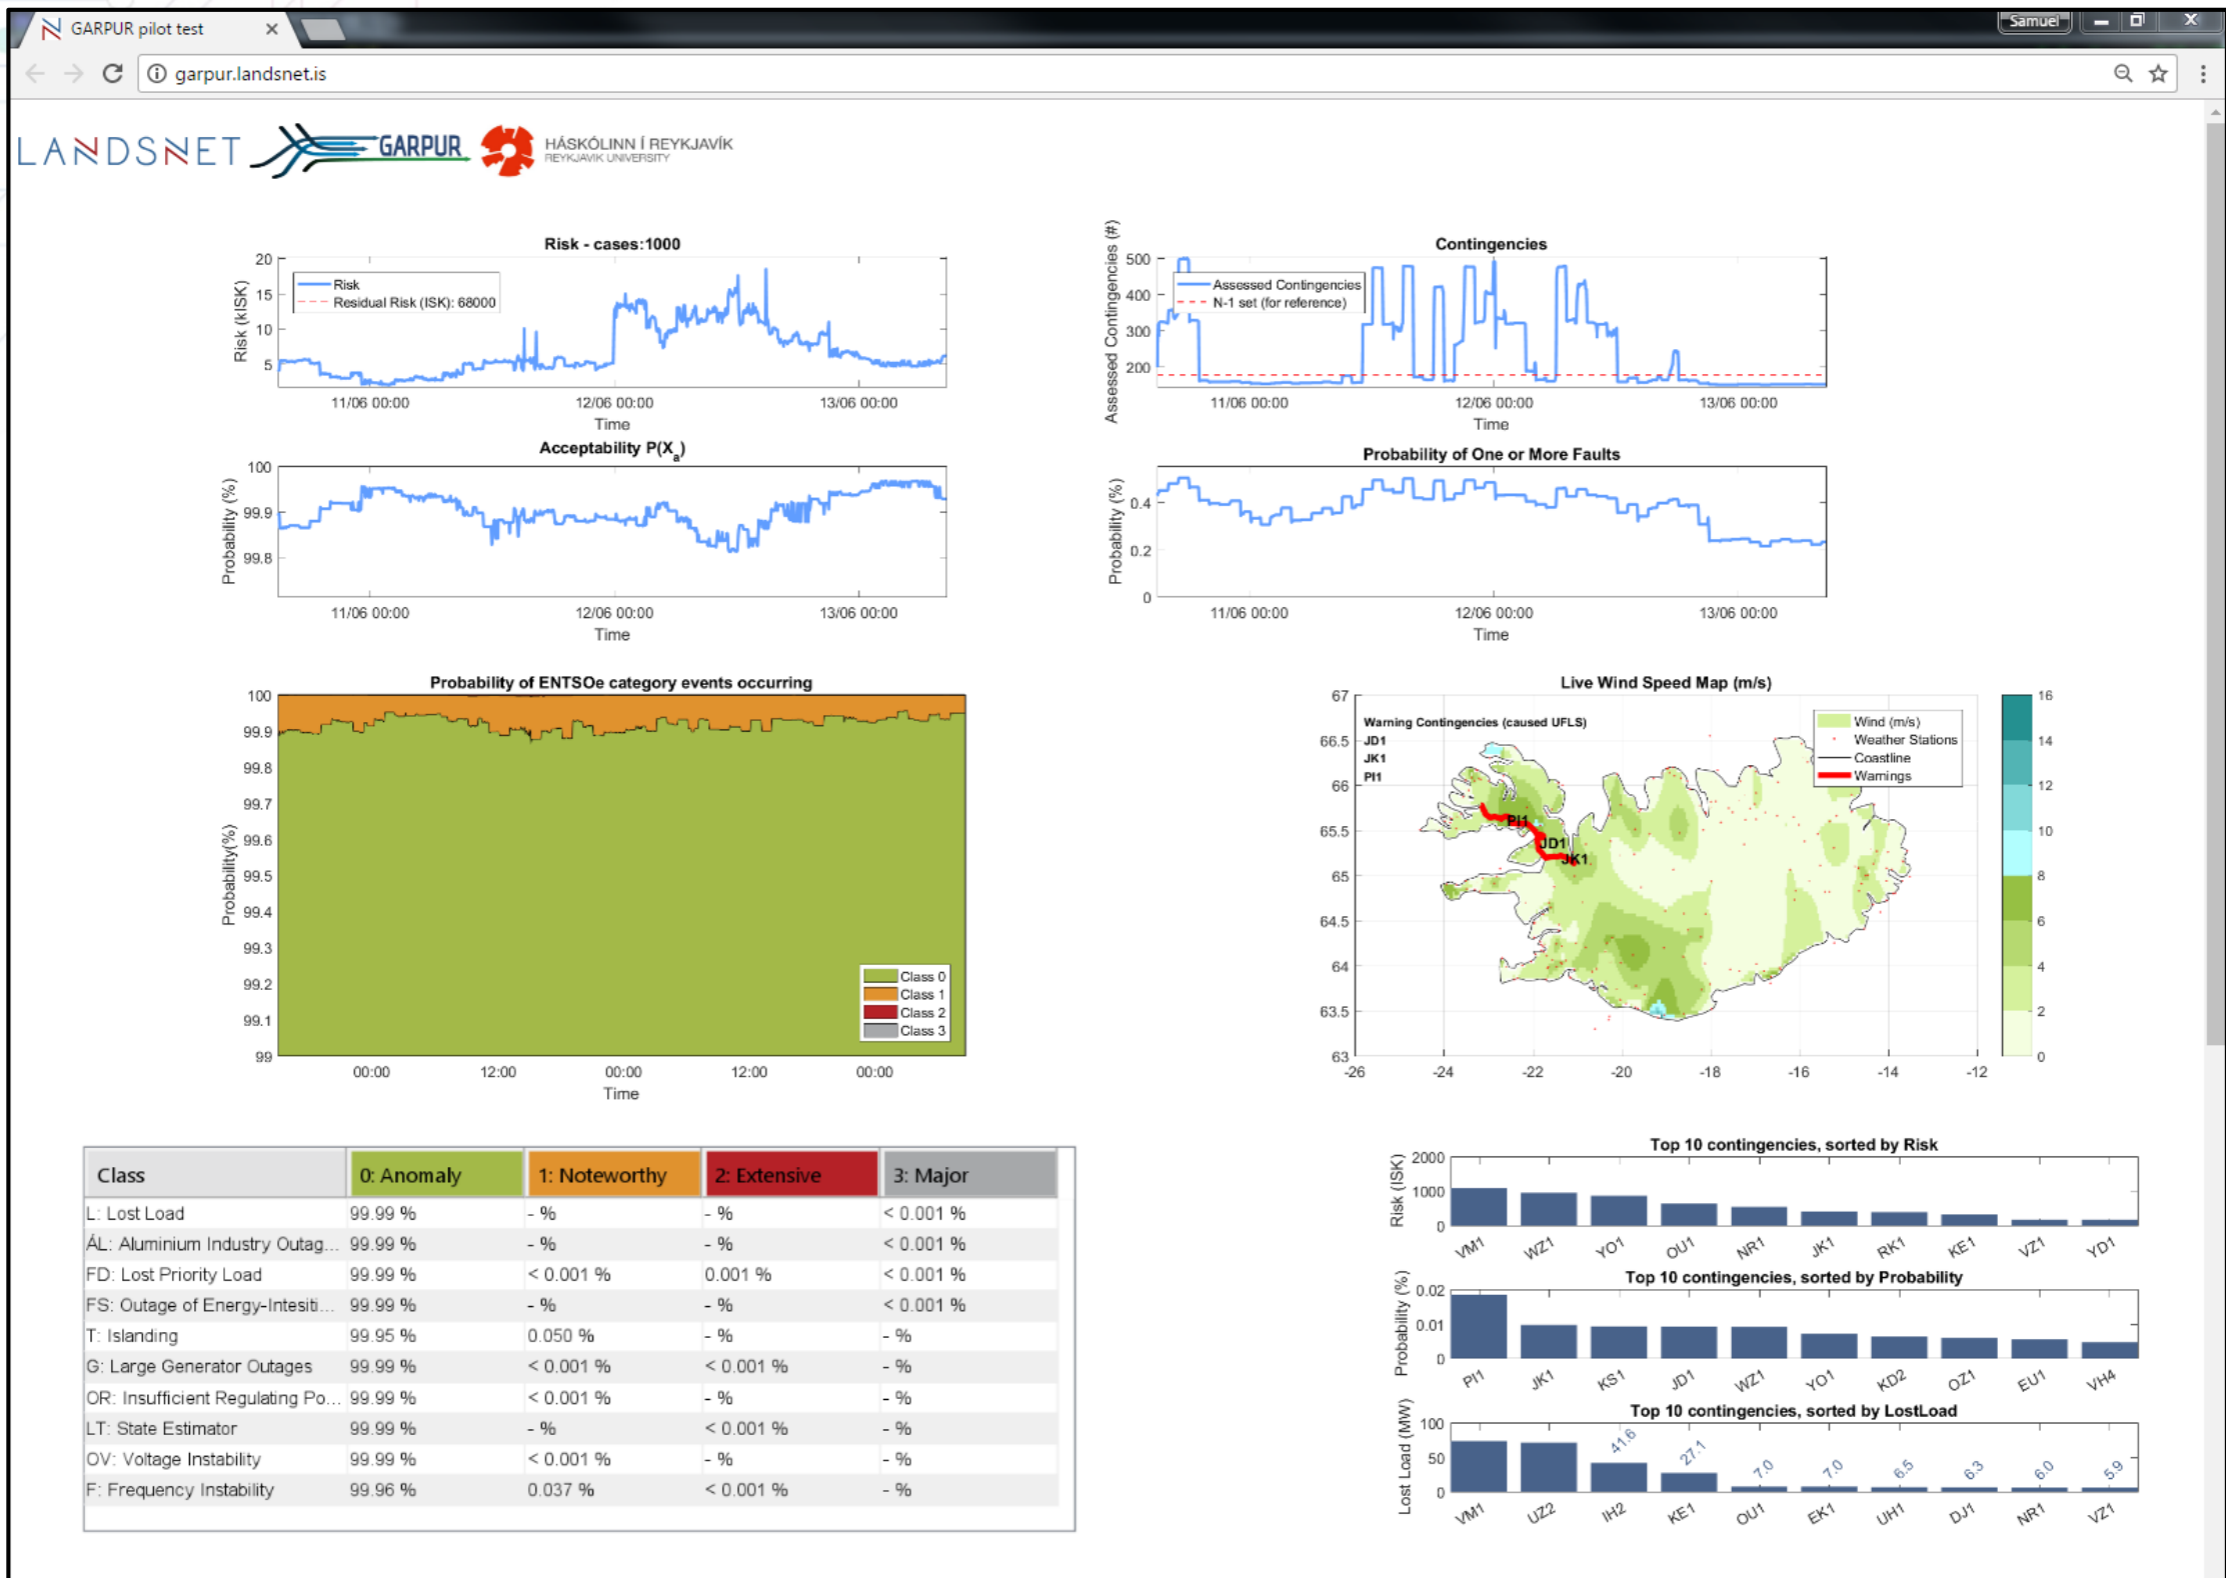 GARPUR pilot test
Samuel
garpur.landsnet.is
LANDSNET
GARPUR
HÁSKÓLINN Í REYKJAVÍK
REYKJAVIK UNIVERSITY
Risk - cases:1000
Risk (kISK)
20
15
10
5
Risk
Residual Risk (ISK): 68000
11/06 00:00 12/06 00:00 13/06 00:00
Time
Contingencies
Assessed Contingencies (#)
500
400
300
200
Assessed Contingencies
N-1 set (for reference)
11/06 00:00 12/06 00:00 13/06 00:00
Time
Acceptability P(Xa)
Probability (%)
100
99.9
99.8
11/06 00:00 12/06 00:00 13/06 00:00
Time
Probability of One or More Faults
Probability (%)
0.4
0.2
0
11/06 00:00 12/06 00:00 13/06 00:00
Time
Probability of ENTSOe category events occurring
Probability(%)
100
99.9
99.8
99.7
99.6
99.5
99.4
99.3
99.2
99.1
99
Class 0
Class 1
Class 2
Class 3
00:00 12:00 00:00 12:00 00:00
Time
Live Wind Speed Map (m/s)
67
66.5
66
65.5
65
64.5
64
63.5
63
Warning Contingencies (caused UFLS)
JD1
JK1
PI1
Wind (m/s)
Weather Stations
Coastline
Warnings
PI1
JD1
JK1
-26 -24 -22 -20 -18 -16 -14 -12
16
14
12
10
8
6
4
2
0
Class 0: Anomaly 1: Noteworthy 2: Extensive 3: Major
L: Lost Load 99.99 % - % - % < 0.001 %
ÁL: Aluminium Industry Outag... 99.99 % - % - % < 0.001 %
FD: Lost Priority Load 99.99 % < 0.001 % 0.001 % < 0.001 %
FS: Outage of Energy-Intesiti... 99.99 % - % - % < 0.001 %
T: Islanding 99.95 % 0.050 % - % - %
G: Large Generator Outages 99.99 % < 0.001 % < 0.001 % - %
OR: Insufficient Regulating Po... 99.99 % < 0.001 % - % - %
LT: State Estimator 99.99 % - % < 0.001 % - %
OV: Voltage Instability 99.99 % < 0.001 % - % - %
F: Frequency Instability 99.96 % 0.037 % < 0.001 % - %
Top 10 contingencies, sorted by Risk
Risk (ISK)
2000
1000
0
VM1 WZ1 YO1 OU1 NR1 JK1 RK1 KE1 VZ1 YD1
Top 10 contingencies, sorted by Probability
Probability (%)
0.02
0.01
0
PI1 JK1 KS1 JD1 WZ1 YO1 KD2 OZ1 EU1 VH4
Top 10 contingencies, sorted by LostLoad
Lost Load (MW)
100
50
0
41.6 27.1 7.0 7.0 6.5 6.3 6.0 5.9
VM1 UZ2 IH2 KE1 OU1 EK1 UH1 DJ1 NR1 VZ1